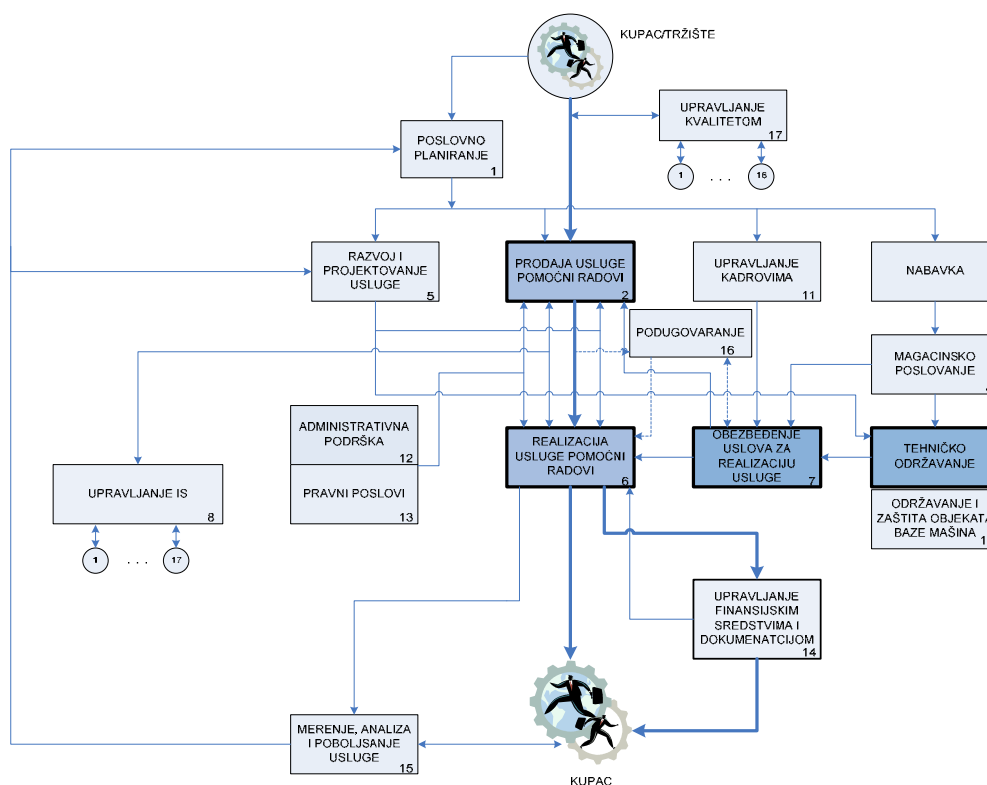 KUPAC/TRŽIŠTE
UPRAVLJANJE
KVALITETOM
17
1
. . .
16
POSLOVNO
PLANIRANJE
1
RAZVOJ I
PROJEKTOVANJE
USLUGE
5
PRODAJA USLUGE
POMOĆNI RADOVI
2
UPRAVLJANJE
KADROVIMA
11
NABAVKA
PODUGOVARANJE
16
MAGACINSKO
POSLOVANJE
ADMINISTRATIVNA
PODRŠKA
12
PRAVNI POSLOVI
13
REALIZACIJA
USLUGE POMOĆNI
RADOVI
6
OBEZBEĐENJE
USLOVA ZA
REALIZACIJU
USLUGE
7
TEHNIČKO
ODRŽAVANJE
ODRŽAVANJE I
ZAŠTITA OBJEKATA
BAZE MAŠINA
1
UPRAVLJANJE IS
8
1
. . .
17
UPRAVLJANJE
FINANSIJSKIM
SREDSTVIMA I
DOKUMENATCIJOM
14
MERENJE, ANALIZA
I POBOLJSANJE
USLUGE
15
KUPAC